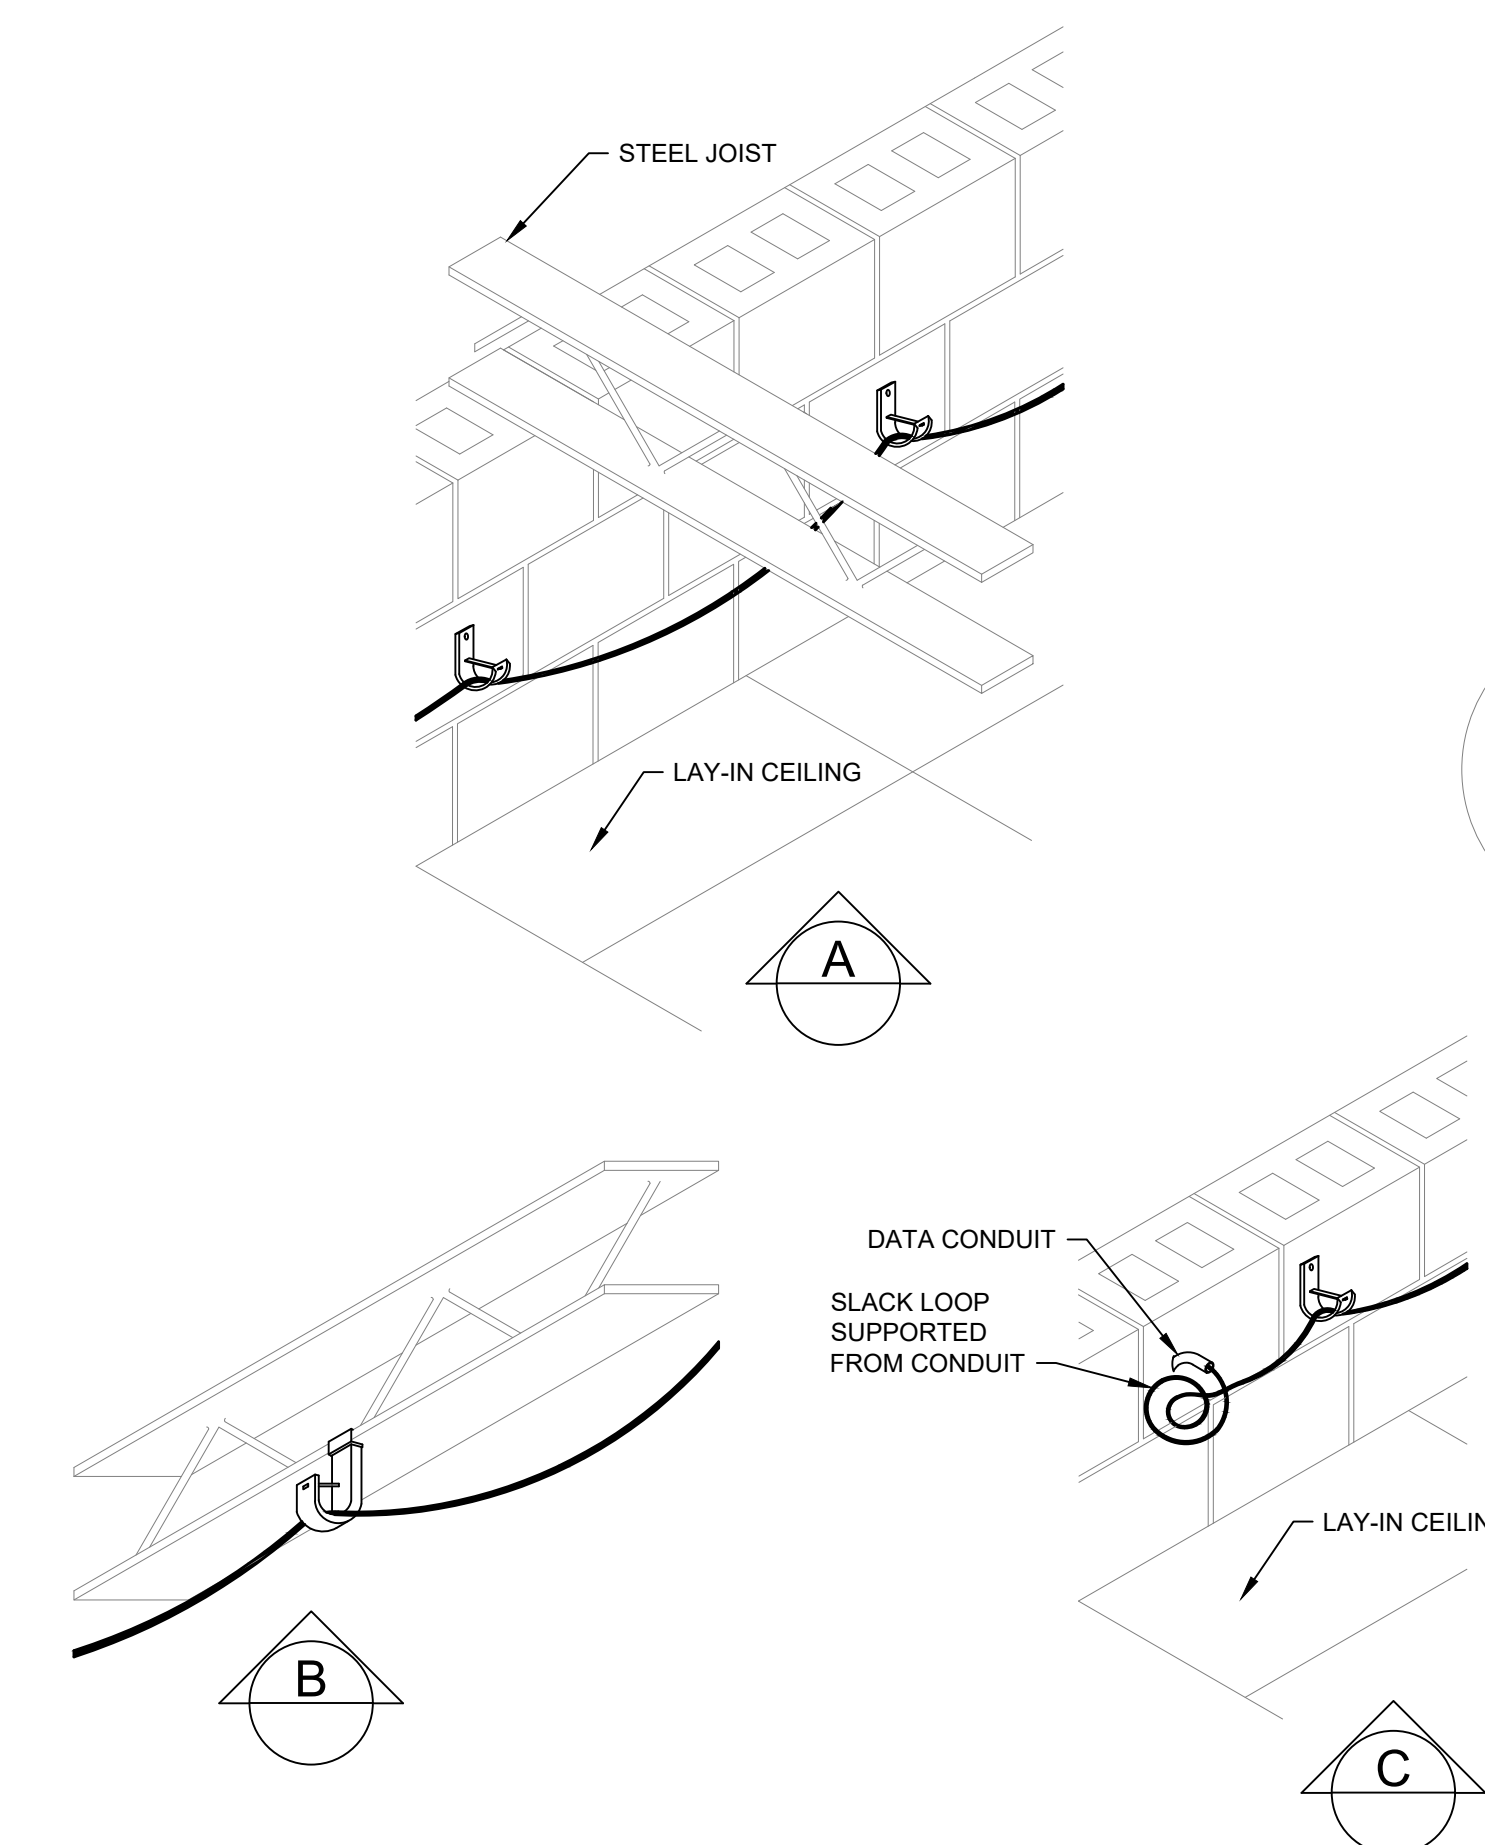 STEEL JOIST
LAY-IN CEILING
A
DATA CONDUIT
SLACK LOOP
SUPPORTED
FROM CONDUIT
LAY-IN CEILIN
B
C